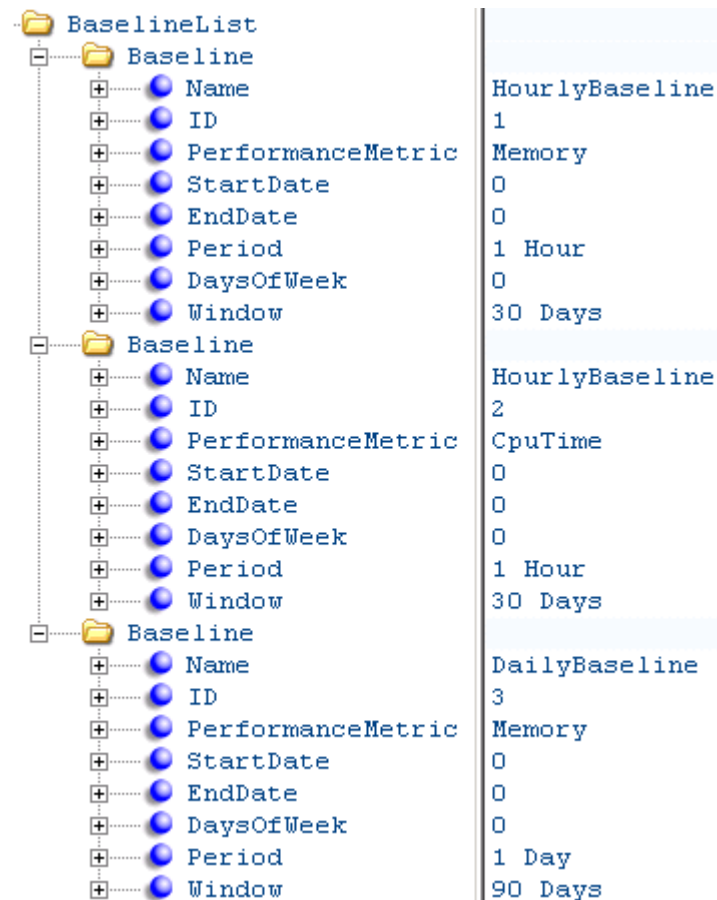 BaselineList
Baseline
Name HourlyBaseline
ID 1
PerformanceMetric Memory
StartDate 0
EndDate 0
Period 1 Hour
DaysOfWeek 0
Window 30 Days
Baseline
Name HourlyBaseline
ID 2
PerformanceMetric CpuTime
StartDate 0
EndDate 0
DaysOfWeek 0
Period 1 Hour
Window 30 Days
Baseline
Name DailyBaseline
ID 3
PerformanceMetric Memory
StartDate 0
EndDate 0
DaysOfWeek 0
Period 1 Day
Window 90 Days